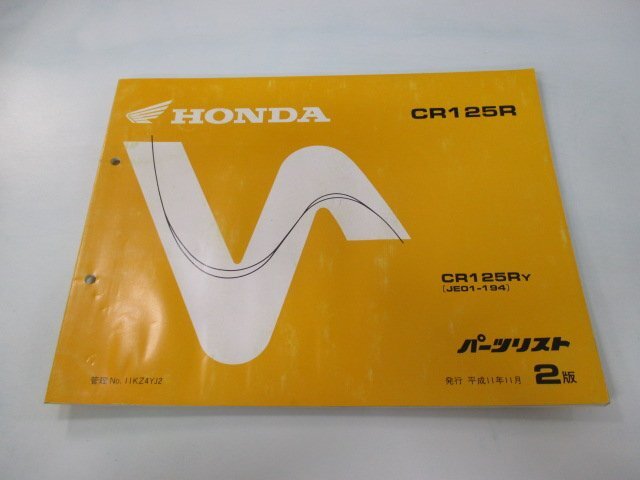 HONDA
CR125R
CR125RY
[JE01-194]
パーツリスト
管理No. 11KZ4YJ2
発行 平成11年11月 2版